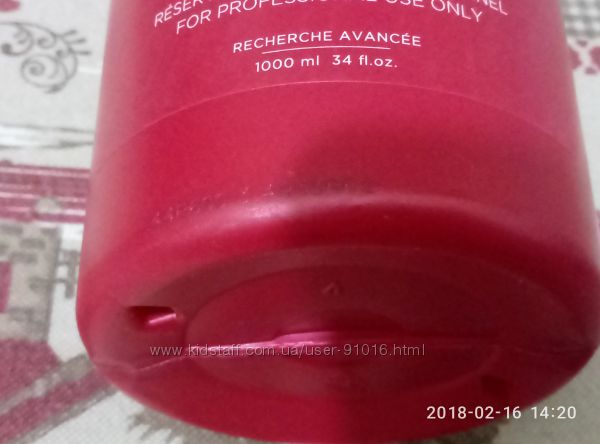 FOR PROFESSIONAL USE ONLY
RECHERCHE AVANCÉE
1000 ml 34 fl.oz.
www.kidstaff.com.ua/user-91016.html
2018-02-16 14:20